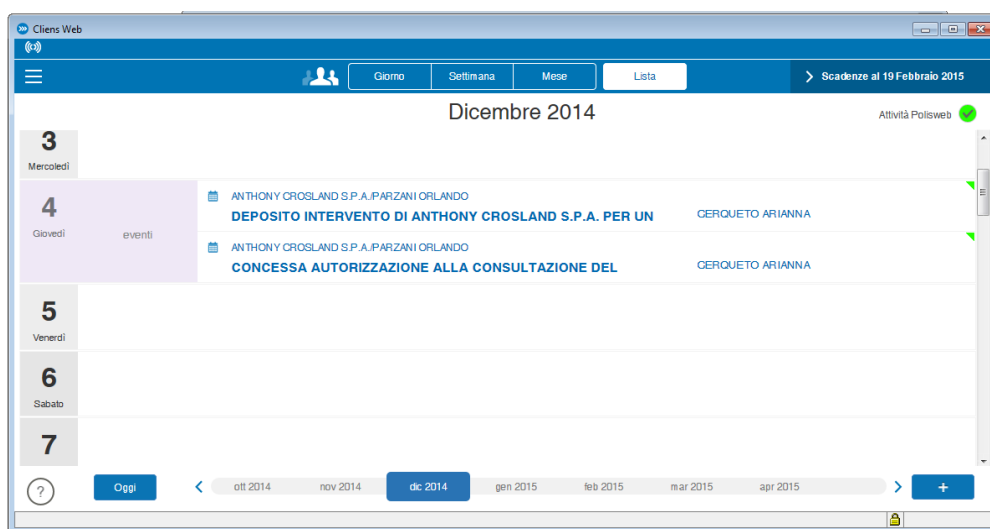 Cliens Web
Giorno Settimana Mese Lista
Scadenze al 19 Febbraio 2015
Dicembre 2014
Attività Polisweb
3
Mercoledì
4
Giovedì
eventi
ANTHONY CROSLAND S.P.A./PARZANI ORLANDO
DEPOSITO INTERVENTO DI ANTHONY CROSLAND S.P.A. PER UN
CERQUETO ARIANNA
ANTHONY CROSLAND S.P.A./PARZANI ORLANDO
CONCESSA AUTORIZZAZIONE ALLA CONSULTAZIONE DEL
CERQUETO ARIANNA
5
Venerdì
6
Sabato
7
?
Oggi
ott 2014 nov 2014 dic 2014 gen 2015 feb 2015 mar 2015 apr 2015
+